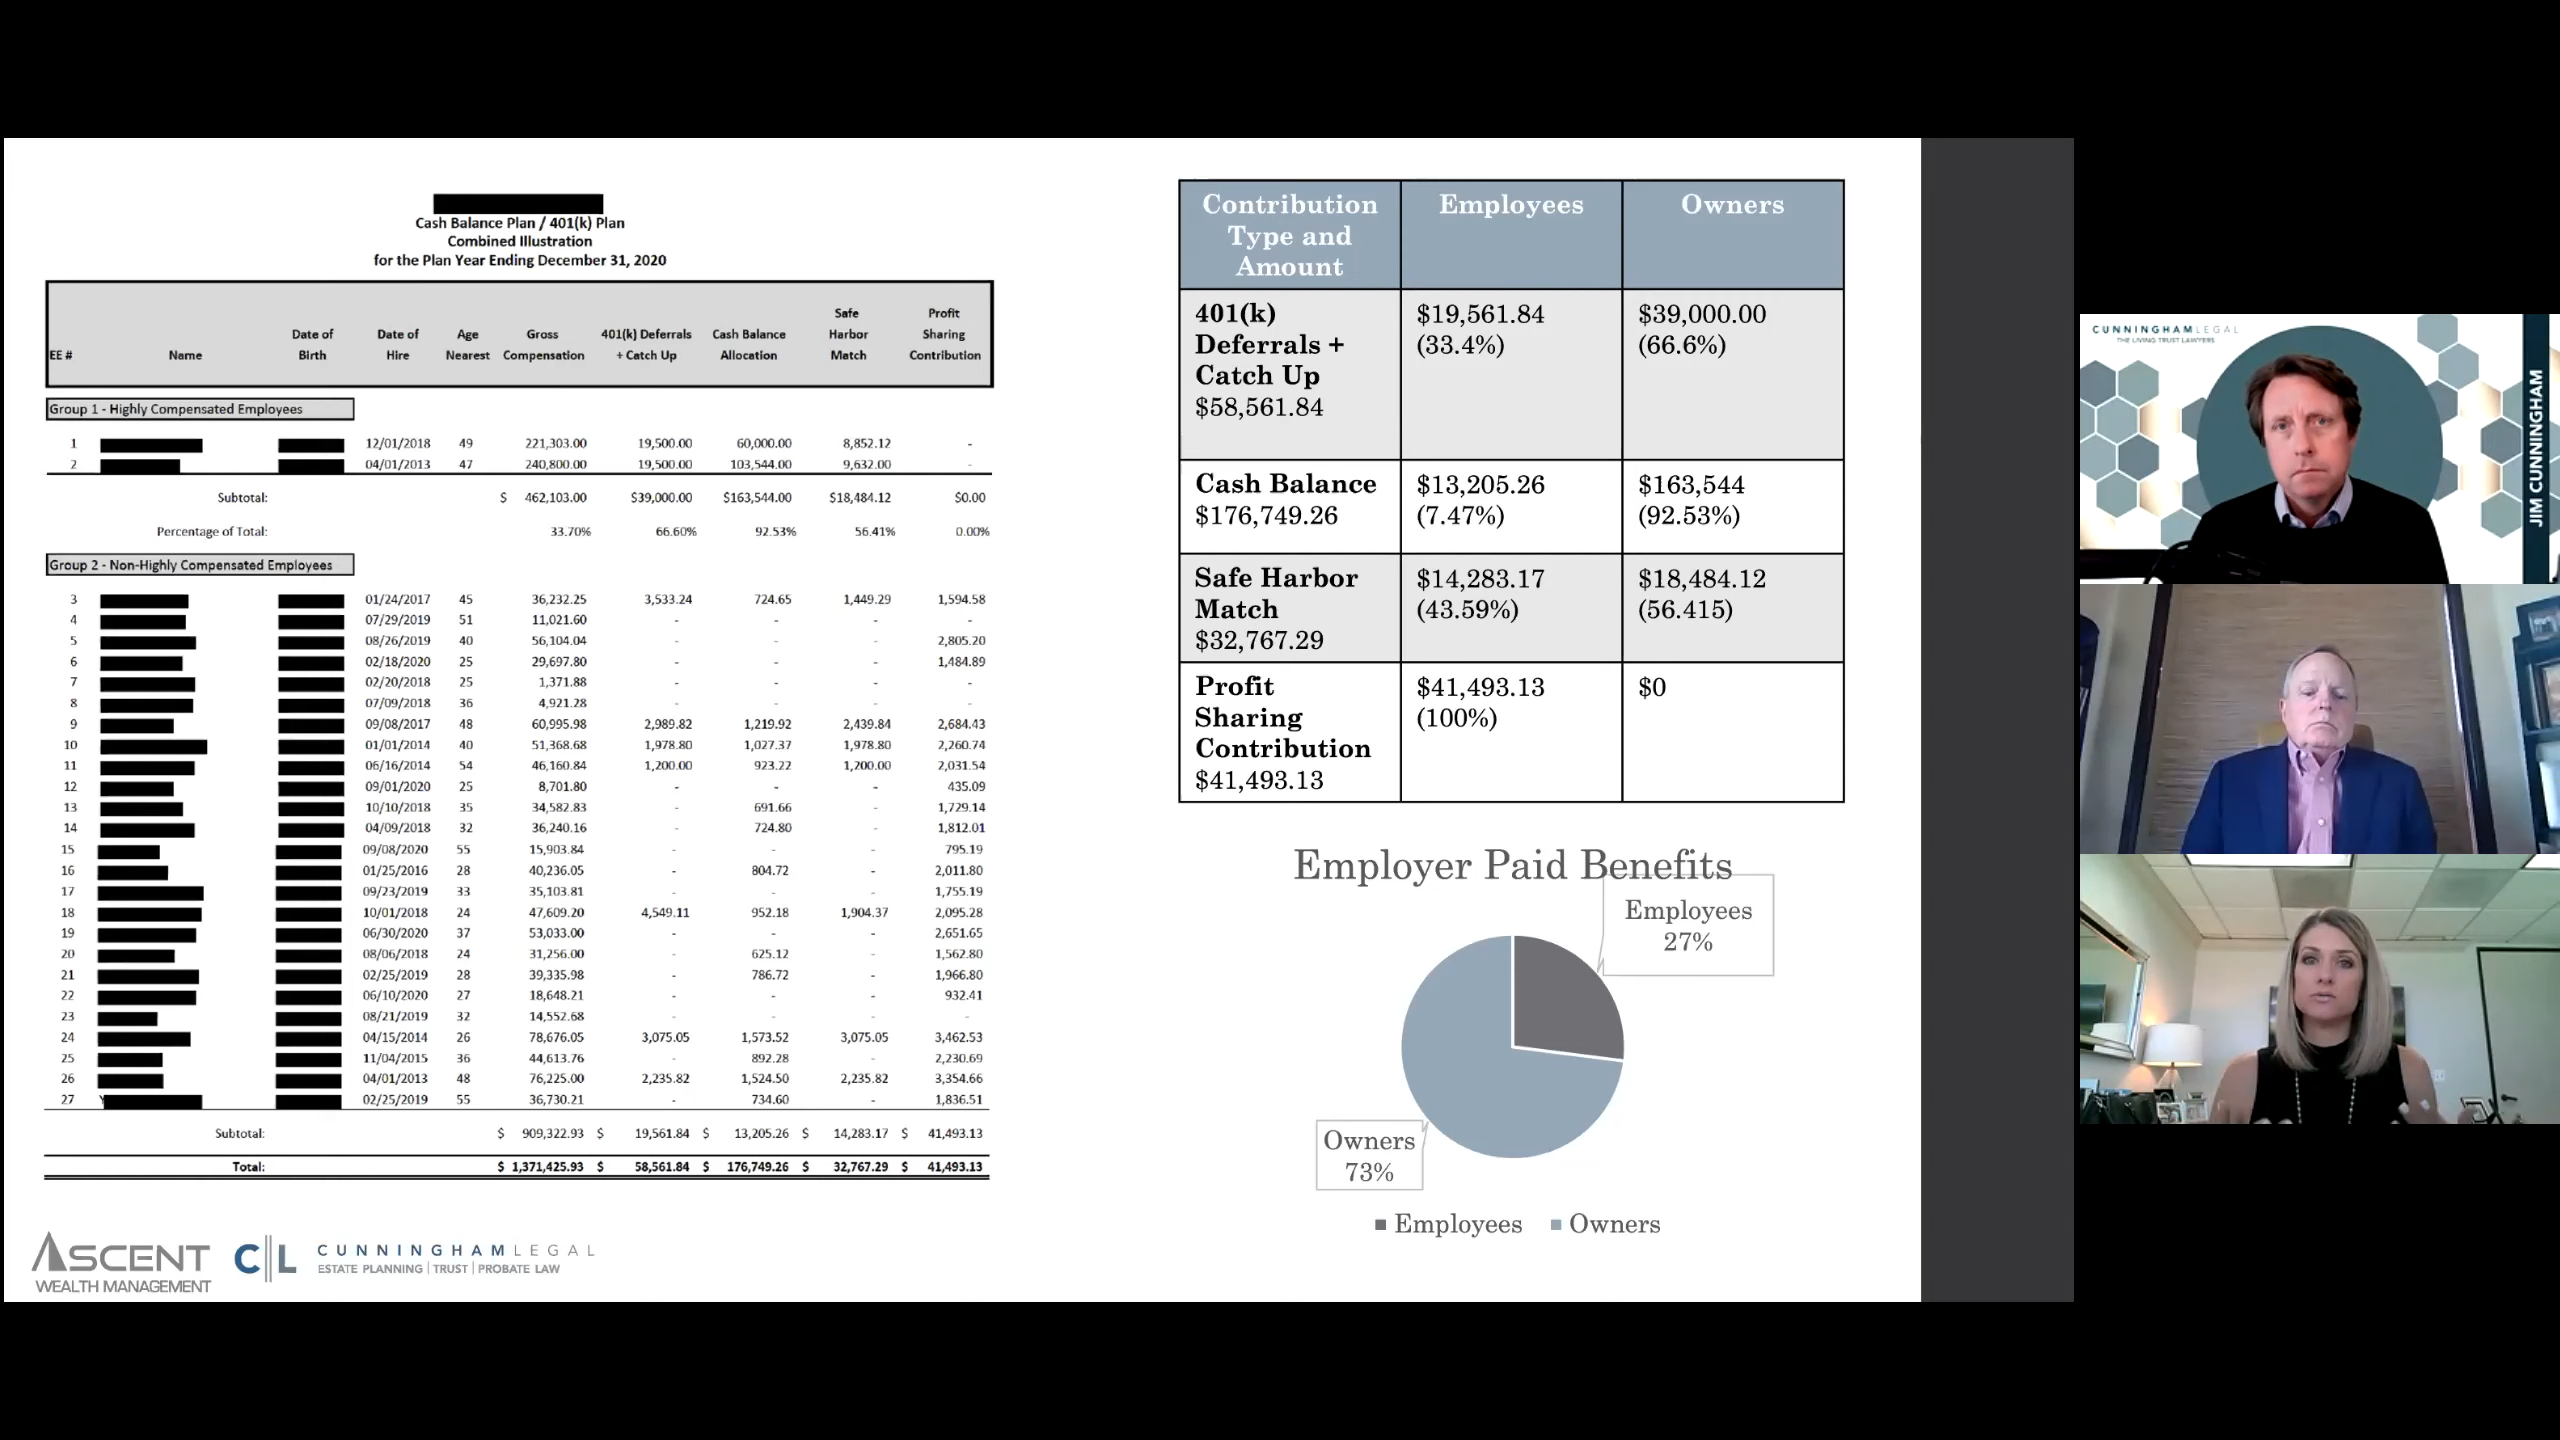 Cash Balance Plan / 401(k) Plan
Combined Illustration
for the Plan Year Ending December 31, 2020
EE # Name Date of Birth Date of Hire Age Nearest Gross Compensation 401(k) Deferrals + Catch Up Cash Balance Allocation Safe Harbor Match Profit Sharing Contribution
Group 1 - Highly Compensated Employees
1 12/01/2018 49 221,303.00 19,500.00 60,000.00 8,852.12 -
2 04/01/2013 47 240,800.00 19,500.00 103,544.00 9,632.00 -
Subtotal: $ 462,103.00 $39,000.00 $163,544.00 $18,484.12 $0.00
Percentage of Total: 33.70% 66.60% 92.53% 56.41% 0.00%
Group 2 - Non-Highly Compensated Employees
3 01/24/2017 45 36,232.25 3,533.24 724.65 1,449.29 1,594.58
4 07/29/2019 51 11,021.60 - - - -
5 08/26/2019 40 56,104.04 - - - 2,805.20
6 02/18/2020 25 29,697.80 - - - 1,484.89
7 02/20/2018 25 1,371.88 - - - -
8 07/09/2018 36 4,921.28 - - - -
9 09/08/2017 48 60,995.98 2,989.82 1,219.92 2,439.84 2,684.43
10 01/01/2014 40 51,368.68 1,978.80 1,027.37 1,978.80 2,260.74
11 06/16/2014 54 46,160.84 1,200.00 923.22 1,200.00 2,031.54
12 09/01/2020 25 8,701.80 - - - 435.09
13 10/10/2018 35 34,582.83 - 691.66 - 1,729.14
14 04/09/2018 32 36,240.16 - 724.80 - 1,812.01
15 09/08/2020 55 15,903.84 - - - 795.19
16 01/25/2016 28 40,236.05 - 804.72 - 2,011.80
17 09/23/2019 33 35,103.81 - - - 1,755.19
18 10/01/2018 24 47,609.20 4,549.11 952.18 1,904.37 2,095.28
19 06/30/2020 37 53,033.00 - - - 2,651.65
20 08/06/2018 24 31,256.00 - 625.12 - 1,562.80
21 02/25/2019 28 39,335.98 - 786.72 - 1,966.80
22 06/10/2020 27 18,648.21 - - - 932.41
23 08/21/2019 32 14,552.68 - - - -
24 04/15/2014 26 78,676.05 3,075.05 1,573.52 3,075.05 3,462.53
25 11/04/2015 36 44,613.76 - 892.28 - 2,230.69
26 04/01/2013 48 76,225.00 2,235.82 1,524.50 2,235.82 3,354.66
27 02/25/2019 55 36,730.21 - 734.60 - 1,836.51
Subtotal: $ 909,322.93 $ 19,561.84 $ 13,205.26 $ 14,283.17 $ 41,493.13
Total: $ 1,371,425.93 $ 58,561.84 $ 176,749.26 $ 32,767.29 $ 41,493.13
ASCENT
WEALTH MANAGEMENT
CL
CUNNINGHAMLEGAL
ESTATE PLANNING | TRUST | PROBATE LAW
Contribution Type and Amount Employees Owners
401(k) Deferrals + Catch Up $58,561.84 $19,561.84 (33.4%) $39,000.00 (66.6%)
Cash Balance $176,749.26 $13,205.26 (7.47%) $163,544 (92.53%)
Safe Harbor Match $32,767.29 $14,283.17 (43.59%) $18,484.12 (56.415)
Profit Sharing Contribution $41,493.13 $41,493.13 (100%) $0
Employer Paid Benefits
Employees
27%
Owners
73%
Employees Owners
CUNNINGHAMLEGAL
THE LIVING TRUST LAWYERS
JIM CUNNINGHAM